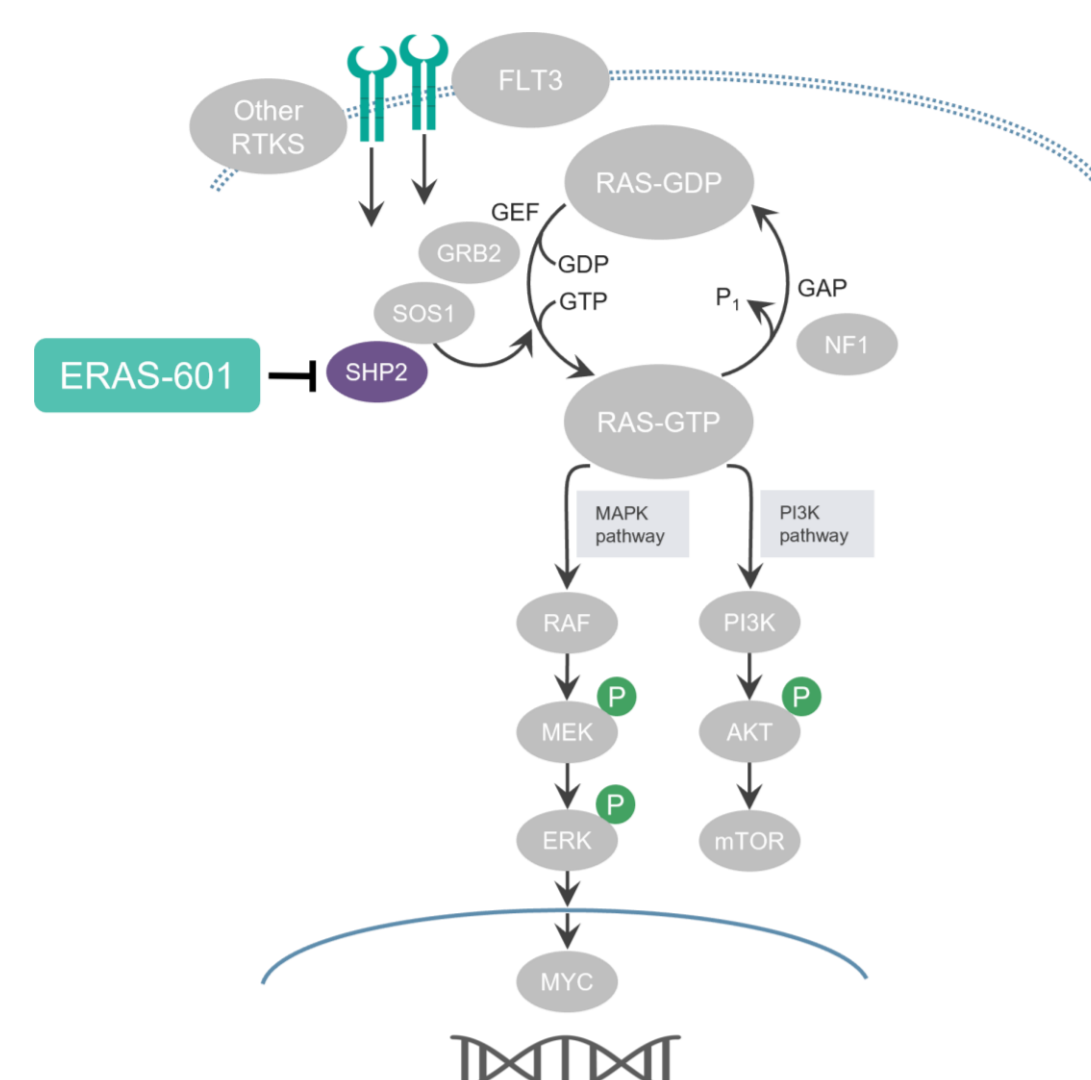 FLT3
Other
RTKS
RAS-GDP
GEF
GRB2
GDP
GTP
P1
GAP
SOS1
NF1
ERAS-601
SHP2
RAS-GTP
MAPK
pathway
PI3K
pathway
RAF
PI3K
P
P
MEK
AKT
P
ERK
mTOR
MYC